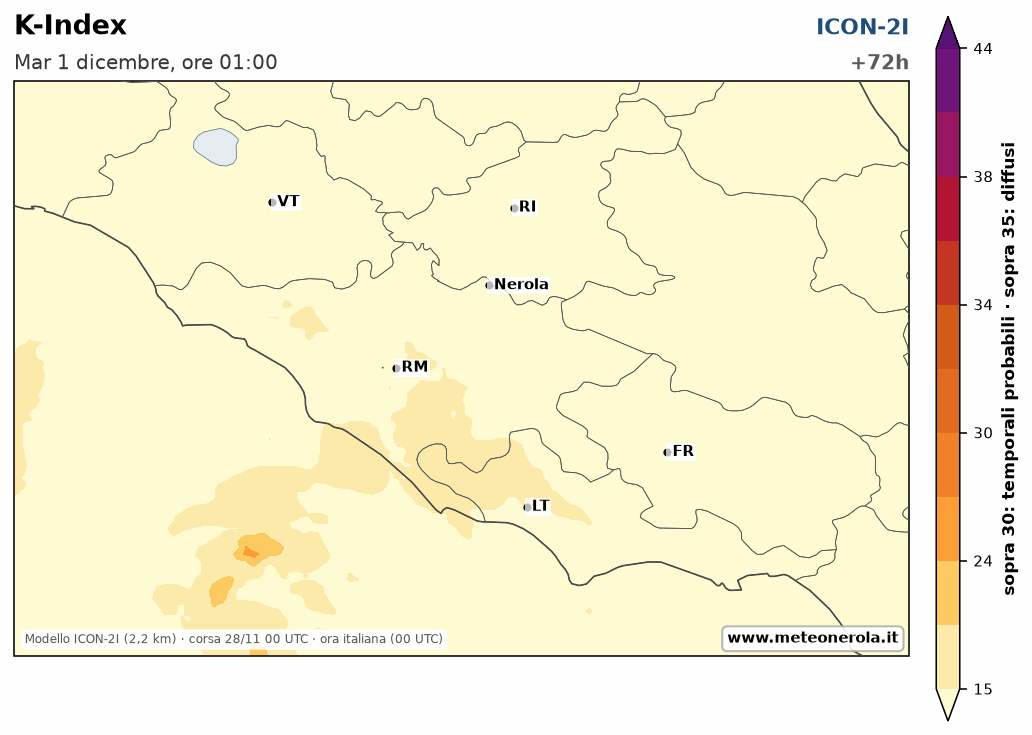 K-Index
ICON-2I
Mar 1 dicembre, ore 01:00
+72h
VT
RI
Nerola
RM
FR
LT
Modello ICON-2I (2,2 km) · corsa 28/11 00 UTC · ora italiana (00 UTC)
www.meteonerola.it
44
38
34
30
24
15
sopra 30: temporali probabili · sopra 35: diffusi